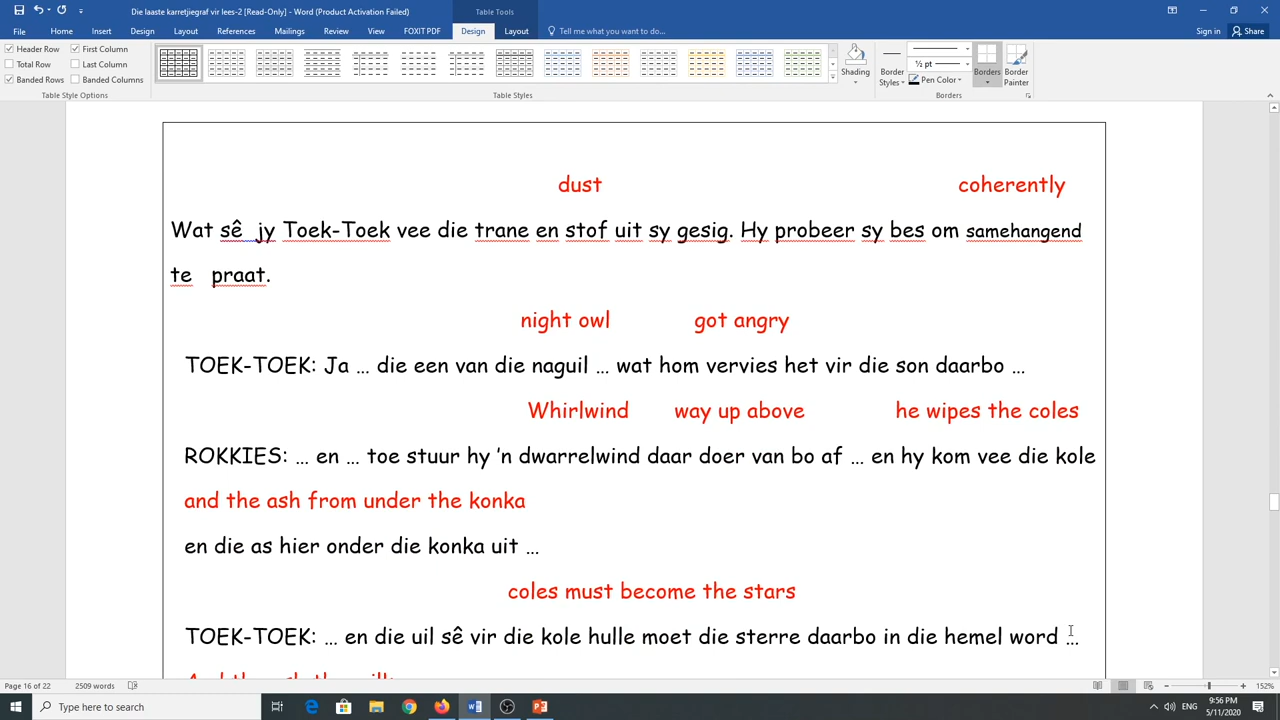 Die laaste karretjiegraf vir lees-2 [Read-Only] - Word (Product Activation Failed)
Table Tools
Sign in
File Home Insert Design Layout References Mailings Review View FOXIT PDF Design Layout Tell me what you want to do... Sign in Share
Header Row First Column
Total Row Last Column
Banded Rows Banded Columns
Table Style Options
Table Styles
Shading
Border Styles
½ pt
Pen Color
Borders
Border Painter
Borders
dust coherently
Wat sê jy Toek-Toek vee die trane en stof uit sy gesig. Hy probeer sy bes om samehangend
te praat.
night owl got angry
TOEK-TOEK: Ja ... die een van die naguil ... wat hom vervies het vir die son daarbo ...
Whirlwind way up above he wipes the coles
ROKKIES: ... en ... toe stuur hy 'n dwarrelwind daar doer van bo af ... en hy kom vee die kole
and the ash from under the konka
en die as hier onder die konka uit ...
coles must become the stars
TOEK-TOEK: ... en die uil sê vir die kole hulle moet die sterre daarbo in die hemel word ...
Page 16 of 22 2509 words 152%
Type here to search
9:56 PM
5/11/2020